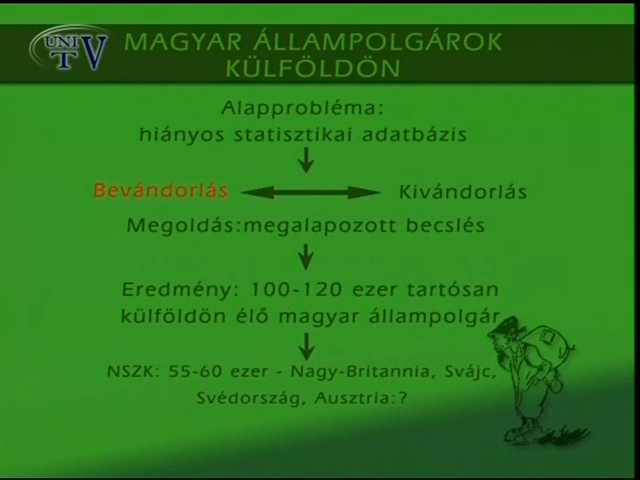 UNI TV
MAGYAR ÁLLAMPOLGÁROK
KÜLFÖLDÖN
Alapprobléma:
hiányos statisztikai adatbázis
Bevándorlás Kivándorlás
Megoldás:megalapozott becslés
Eredmény: 100-120 ezer tartósan
külföldön élő magyar állampolgár
NSZK: 55-60 ezer - Nagy-Britannia, Svájc,
Svédország, Ausztria:?